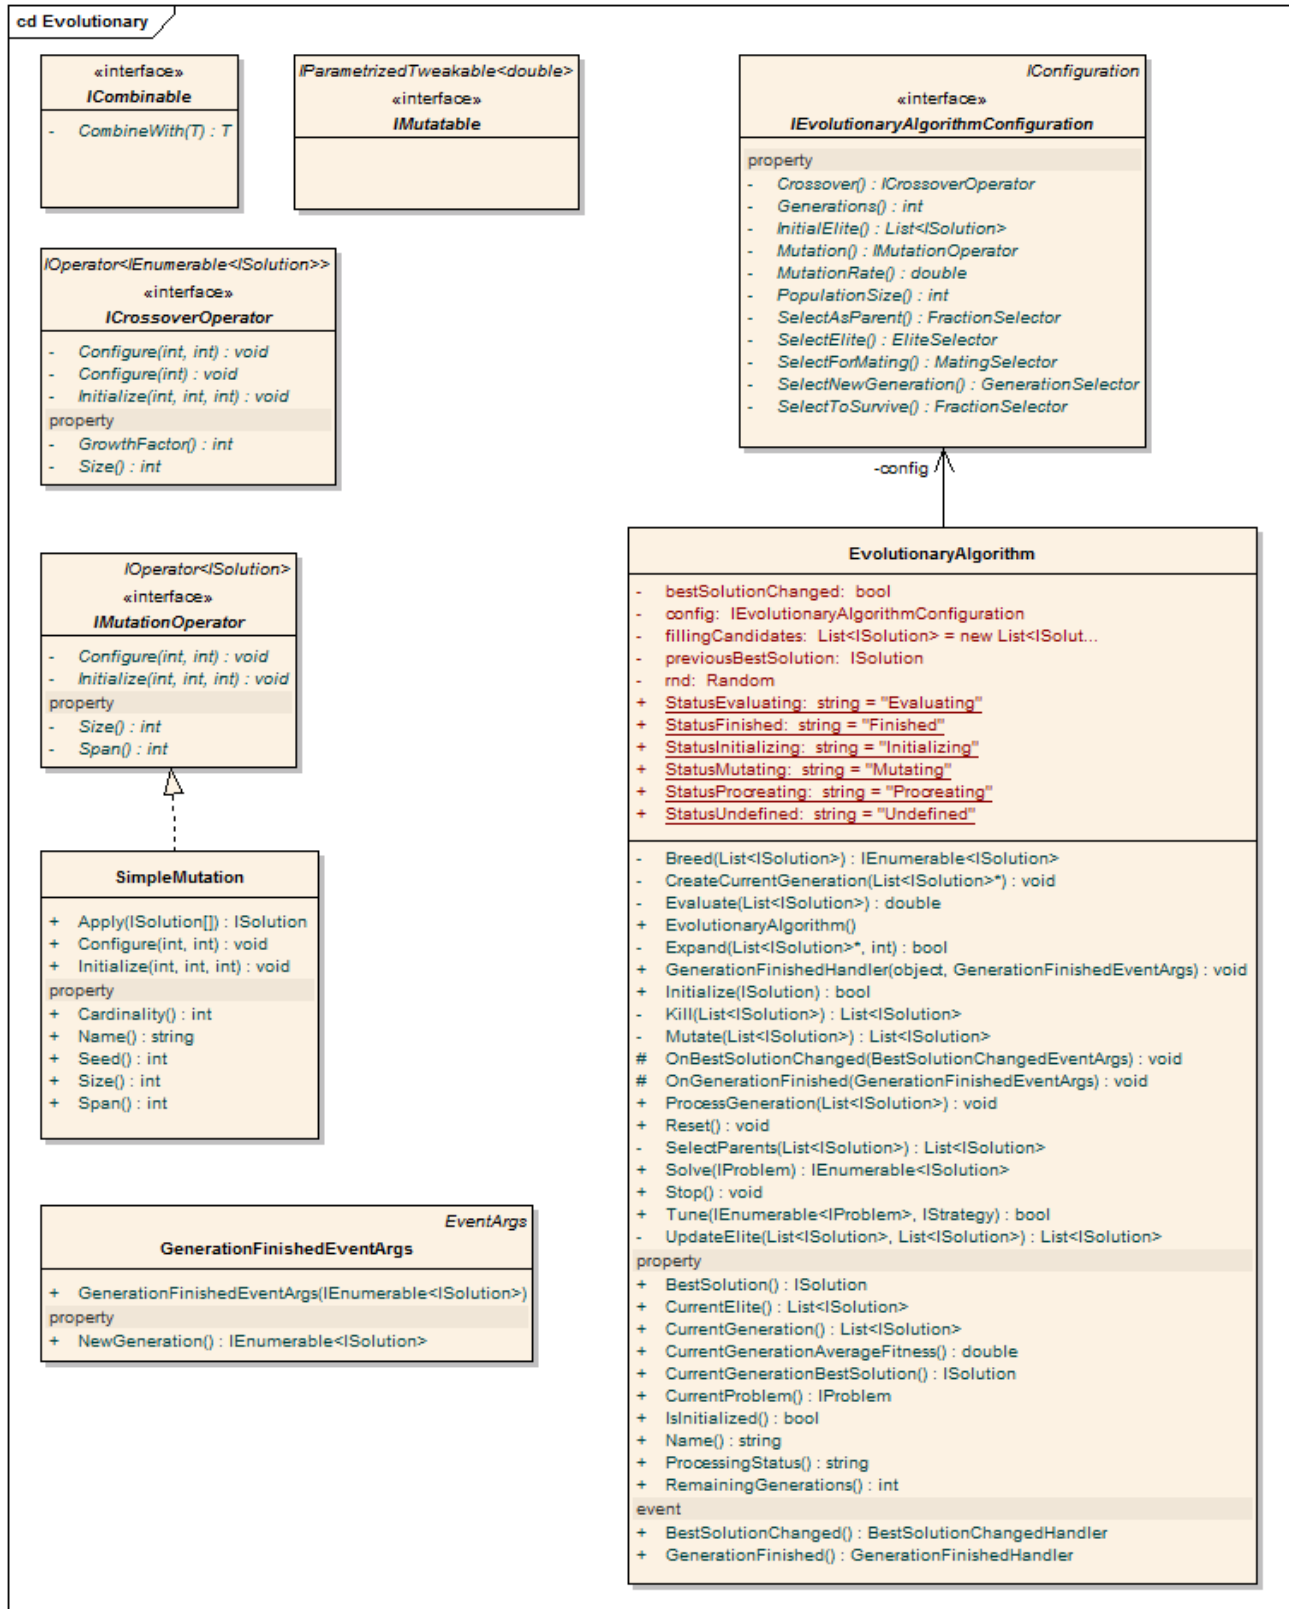 cd Evolutionary
«interface»
ICombinable
- CombineWith(T) : T
IParametrizedTweakable<double>
«interface»
IMutatable
IConfiguration
«interface»
IEvolutionaryAlgorithmConfiguration
property
- Crossover() : ICrossoverOperator
- Generations() : int
- InitialElite() : List<ISolution>
- Mutation() : IMutationOperator
- MutationRate() : double
- PopulationSize() : int
- SelectAsParent() : FractionSelector
- SelectElite() : EliteSelector
- SelectForMating() : MatingSelector
- SelectNewGeneration() : GenerationSelector
- SelectToSurvive() : FractionSelector
IOperator<IEnumerable<ISolution>>
«interface»
ICrossoverOperator
- Configure(int, int) : void
- Configure(int) : void
- Initialize(int, int, int) : void
property
- GrowthFactor() : int
- Size() : int
-config
IOperator<ISolution>
«interface»
IMutationOperator
- Configure(int, int) : void
- Initialize(int, int, int) : void
property
- Size() : int
- Span() : int
SimpleMutation
+ Apply(ISolution[]) : ISolution
+ Configure(int, int) : void
+ Initialize(int, int, int) : void
property
+ Cardinality() : int
+ Name() : string
+ Seed() : int
+ Size() : int
+ Span() : int
EventArgs
GenerationFinishedEventArgs
+ GenerationFinishedEventArgs(IEnumerable<ISolution>)
property
+ NewGeneration() : IEnumerable<ISolution>
EvolutionaryAlgorithm
- bestSolutionChanged: bool
- config: IEvolutionaryAlgorithmConfiguration
- fillingCandidates: List<ISolution> = new List<ISolut...
- previousBestSolution: ISolution
- rnd: Random
+ StatusEvaluating: string = "Evaluating"
+ StatusFinished: string = "Finished"
+ StatusInitializing: string = "Initializing"
+ StatusMutating: string = "Mutating"
+ StatusProcreating: string = "Procreating"
+ StatusUndefined: string = "Undefined"
- Breed(List<ISolution>) : IEnumerable<ISolution>
- CreateCurrentGeneration(List<ISolution>*) : void
- Evaluate(List<ISolution>) : double
+ EvolutionaryAlgorithm()
- Expand(List<ISolution>*, int) : bool
+ GenerationFinishedHandler(object, GenerationFinishedEventArgs) : void
+ Initialize(ISolution) : bool
- Kill(List<ISolution>) : List<ISolution>
- Mutate(List<ISolution>) : List<ISolution>
# OnBestSolutionChanged(BestSolutionChangedEventArgs) : void
# OnGenerationFinished(GenerationFinishedEventArgs) : void
+ ProcessGeneration(List<ISolution>) : void
+ Reset() : void
- SelectParents(List<ISolution>) : List<ISolution>
+ Solve(IProblem) : IEnumerable<ISolution>
+ Stop() : void
+ Tune(IEnumerable<IProblem>, IStrategy) : bool
- UpdateElite(List<ISolution>, List<ISolution>) : List<ISolution>
property
+ BestSolution() : ISolution
+ CurrentElite() : List<ISolution>
+ CurrentGeneration() : List<ISolution>
+ CurrentGenerationAverageFitness() : double
+ CurrentGenerationBestSolution() : ISolution
+ CurrentProblem() : IProblem
+ IsInitialized() : bool
+ Name() : string
+ ProcessingStatus() : string
+ RemainingGenerations() : int
event
+ BestSolutionChanged() : BestSolutionChangedHandler
+ GenerationFinished() : GenerationFinishedHandler